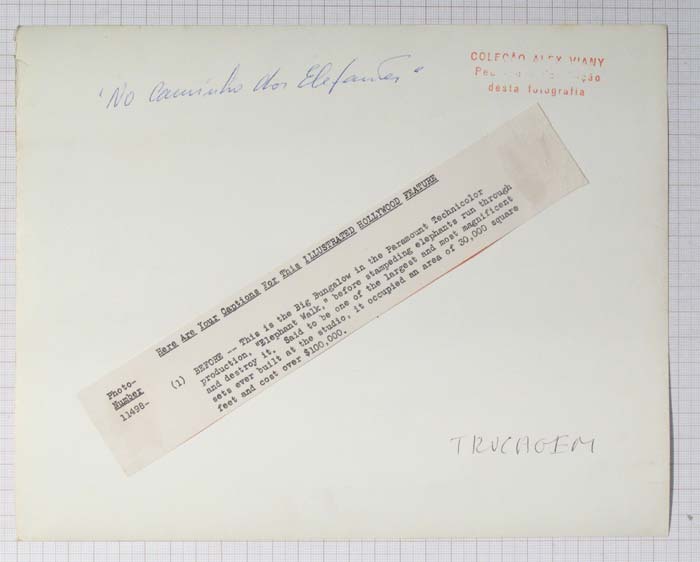 "No Caminho dos Elefantes"
COLEÇÃO ALEX VIANY
desta fotografia
Here Are Your Captions For This ILLUSTRATED HOLLYWOOD FEATURE
Photo-
Number
11498-
(1) BEFORE -- This is the Big Bungalow in the Paramount Technicolor
production, "Elephant Walk," before stampeding elephants run through
and destroy it. Said to be one of the largest and most magnificent
sets ever built at the studio, it occupied an area of 30,000 square
feet and cost over $100,000.
TRUCAGEM